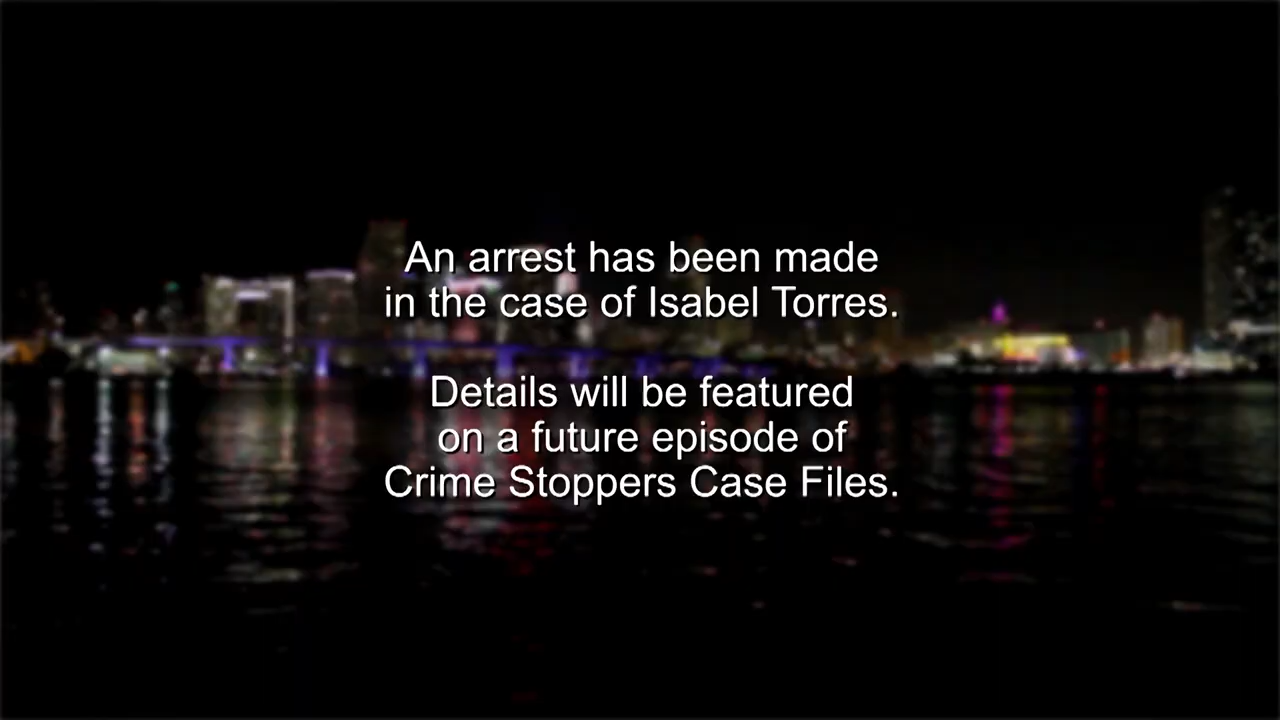 An arrest has been made
in the case of Isabel Torres.
Details will be featured
on a future episode of
Crime Stoppers Case Files.